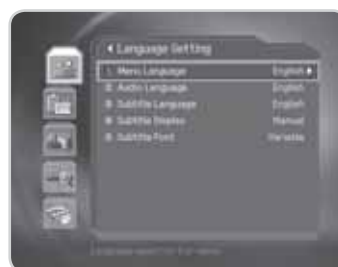 Language Setting
1 Menu Language English
2 Audio Language English
3 Subtitle Language English
4 Subtitle Display Manual
5 Subtitle Font Variable